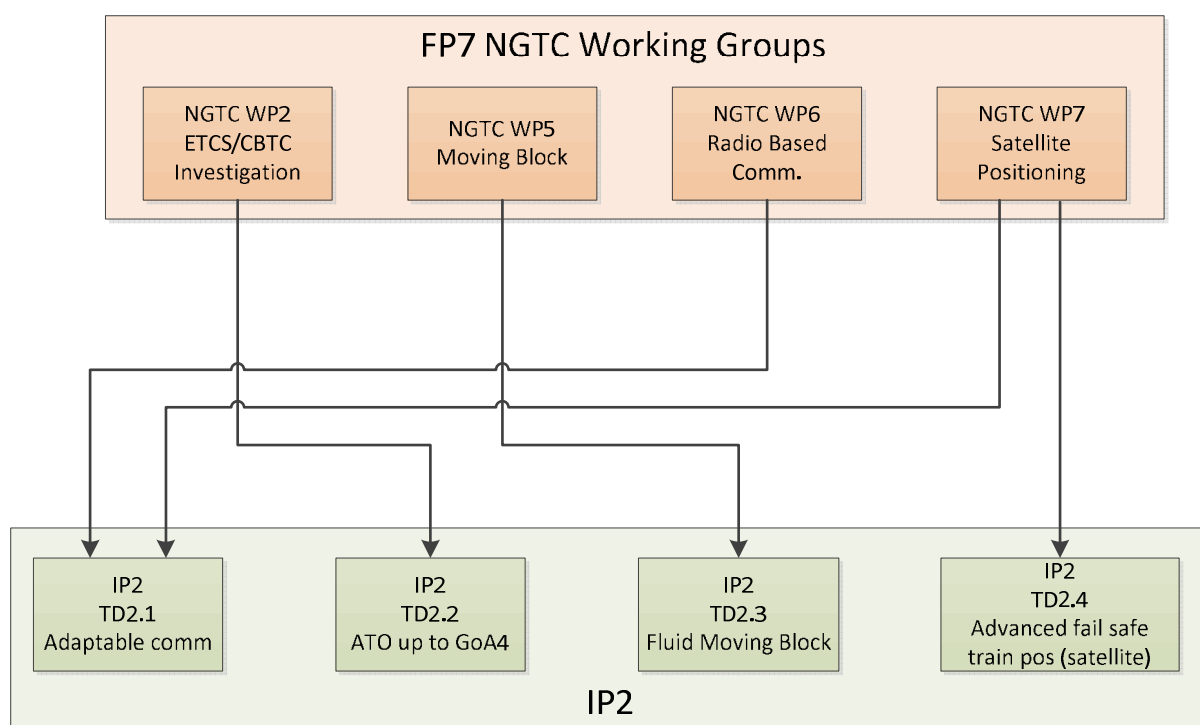 FP7 NGTC Working Groups
NGTC WP2
ETCS/CBTC
Investigation
NGTC WP5
Moving Block
NGTC WP6
Radio Based
Comm.
NGTC WP7
Satellite
Positioning
IP2
TD2.1
Adaptable comm
IP2
TD2.2
ATO up to GoA4
IP2
TD2.3
Fluid Moving Block
IP2
TD2.4
Advanced fail safe
train pos (satellite)
IP2